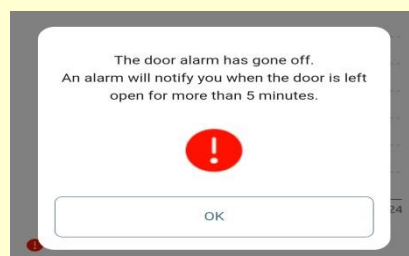 The door alarm has gone off.
An alarm will notify you when the door is left
open for more than 5 minutes.
!
OK
24
!